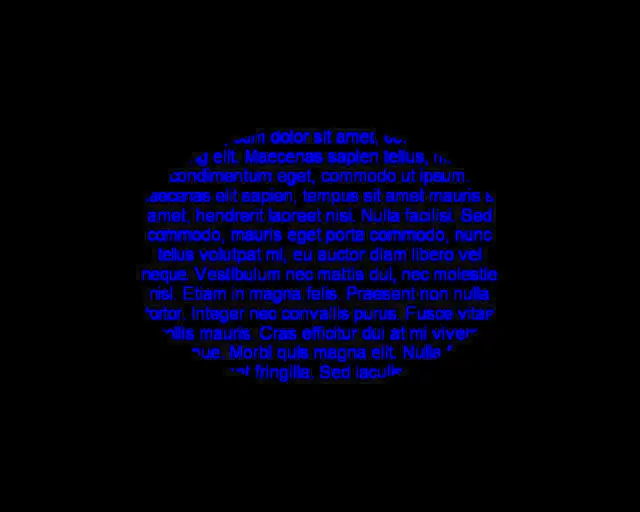 dolor sit amet,
elit. Maecenas sapien tellus,
condimentum eget, commodo ut ipsum.
elit sapien, tempus sit amet mauris
amet, hendrerit laoreet nisl. Nulla facilisi. Sed
commodo, mauris eget porta commodo, nunc
tellus volutpat mi, eu auctor diam libero vel
neque. Vestibulum nec mattis dui, nec molestie
nisl. Etiam in magna felis. Praesent non nulla
tortor. Integer nec convallis purus. Fusce vitae
mauris. Cras efficitur dui at mi
Morbi quis magna elit. Nulla
fringilla. Sed iaculis